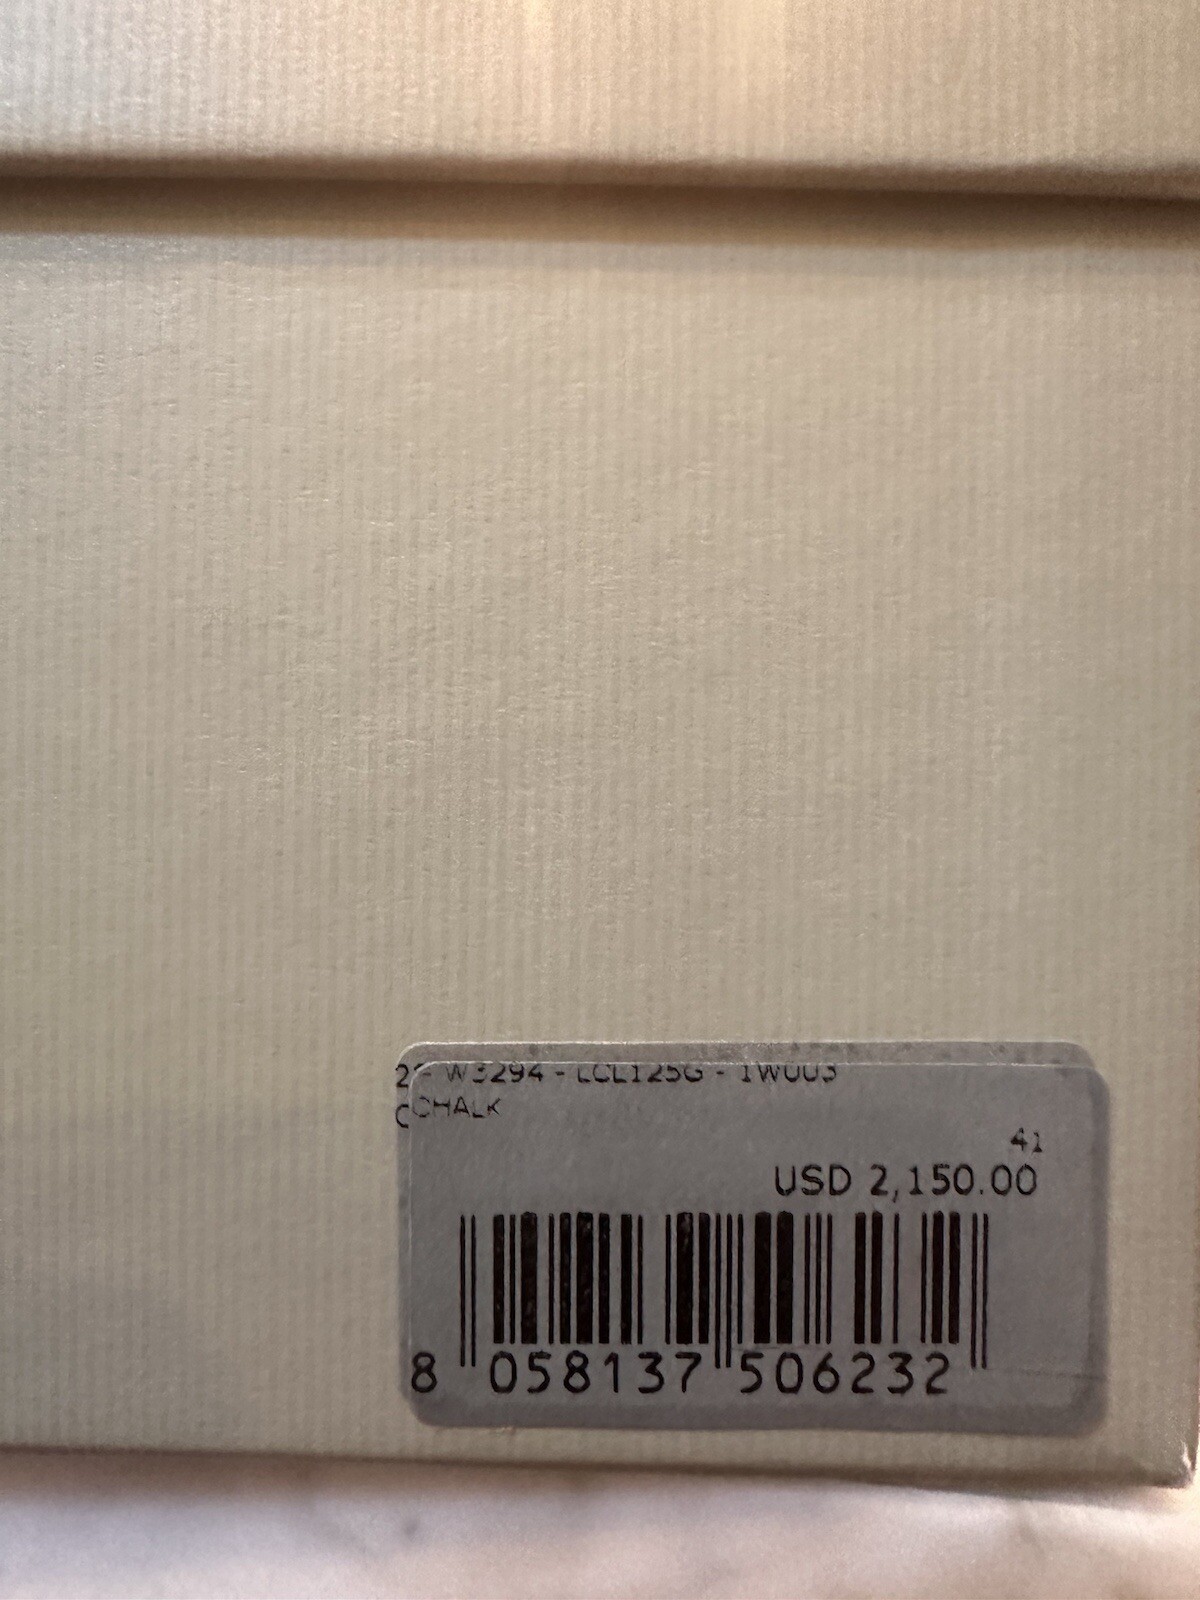 W3294 - LCL125G - 1W003
CHALK
41
USD 2,150.00
8 058137 506232